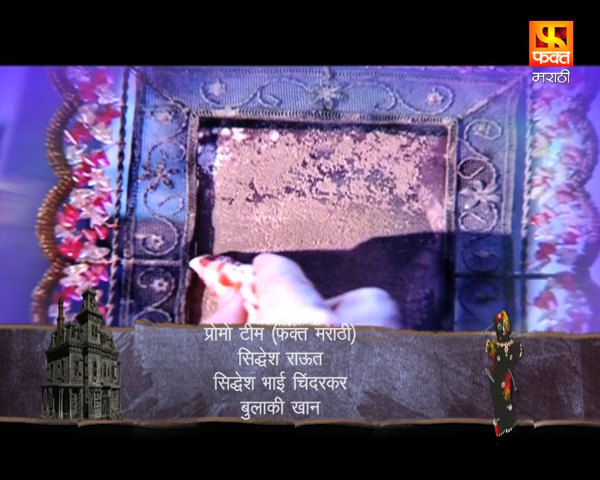 फक्त
मराठी
प्रोमो टीम (फक्त मराठी)
सिद्धेश राऊत
सिद्धेश भाई चिंदरकर
बुलाकी खान